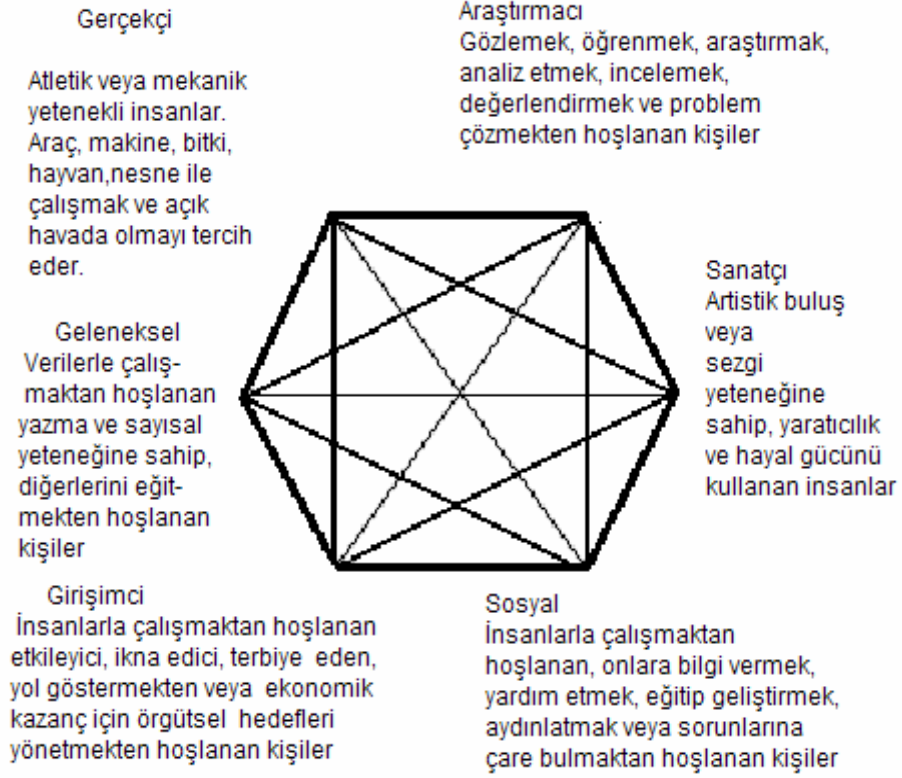 Gerçekçi
Atletik veya mekanik
yetenekli insanlar.
Araç, makine, bitki,
hayvan,nesne ile
çalışmak ve açık
havada olmayı tercih
eder.
Araştırmacı
Gözlemek, öğrenmek, araştırmak,
analiz etmek, incelemek,
değerlendirmek ve problem
çözmekten hoşlanan kişiler
Sanatçı
Artistik buluş
veya
sezgi
yeteneğine
sahip, yaratıcılık
ve hayal gücünü
kullanan insanlar
Geleneksel
Verilerle çalış-
maktan hoşlanan
yazma ve sayısal
yeteneğine sahip,
diğerlerini eğit-
mekten hoşlanan
kişiler
Girişimci
İnsanlarla çalışmaktan hoşlanan
etkileyici, ikna edici, terbiye eden,
yol göstermekten veya ekonomik
kazanç için örgütsel hedefleri
yönetmekten hoşlanan kişiler
Sosyal
İnsanlarla çalışmaktan
hoşlanan, onlara bilgi vermek,
yardım etmek, eğitip geliştirmek,
aydınlatmak veya sorunlarına
çare bulmaktan hoşlanan kişiler